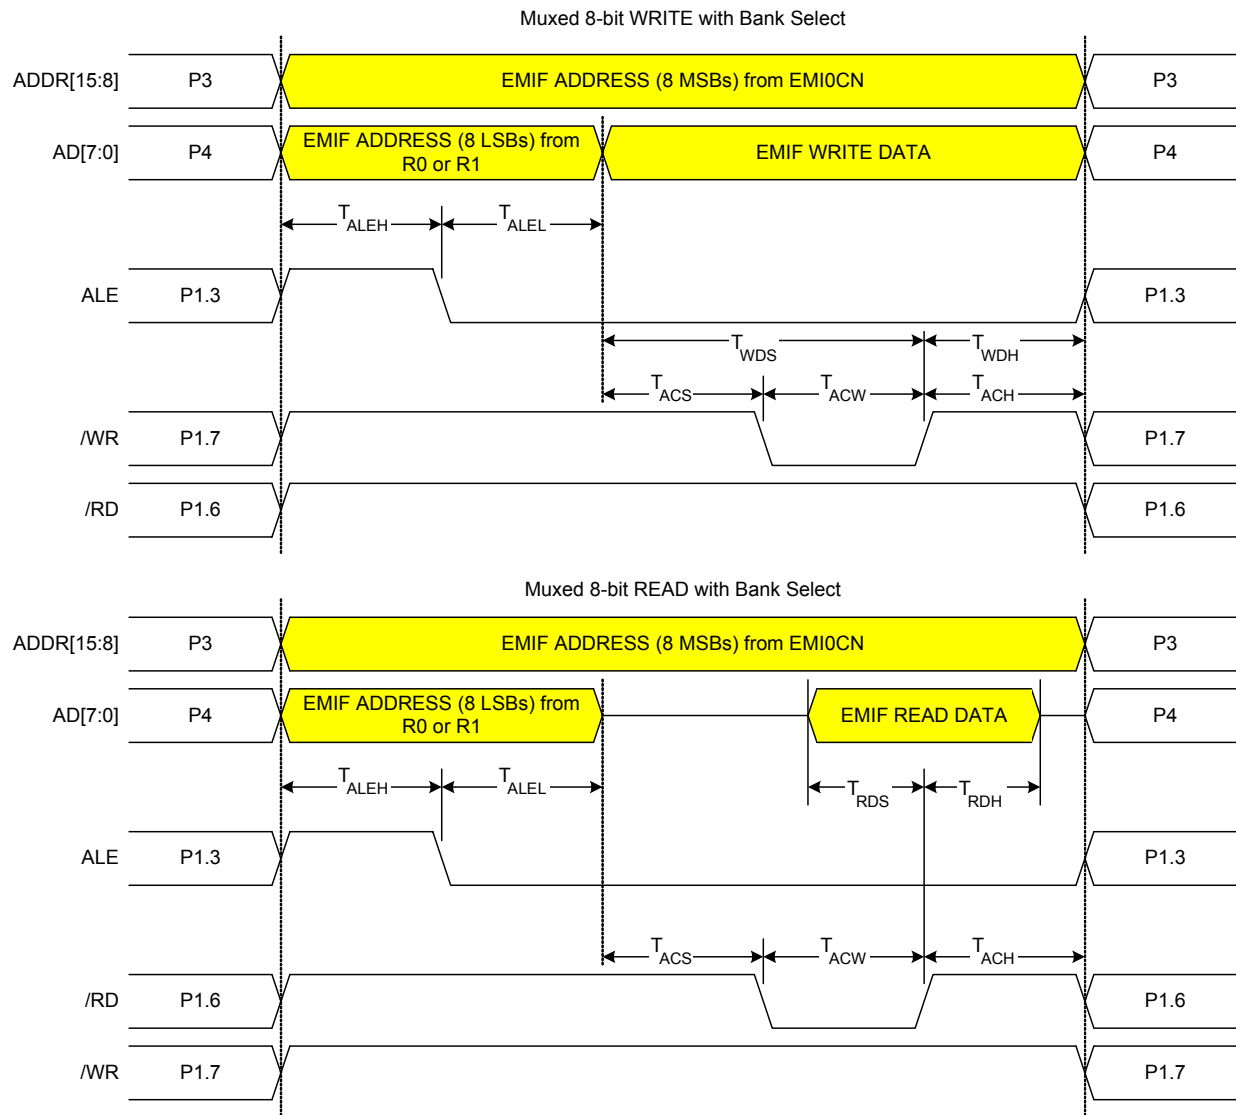 Muxed 8-bit WRITE with Bank Select
ADDR[15:8] P3 EMIF ADDRESS (8 MSBs) from EMI0CN P3
EMIF ADDRESS (8 LSBs) from
AD[7:0] P4 R0 or R1 EMIF WRITE DATA P4
TALEH TALEL
ALE P1.3 P1.3
TWDS TWDH
TACS TACW TACH
/WR P1.7 P1.7
/RD P1.6 P1.6
Muxed 8-bit READ with Bank Select
ADDR[15:8] P3 EMIF ADDRESS (8 MSBs) from EMI0CN P3
EMIF ADDRESS (8 LSBs) from
AD[7:0] P4 R0 or R1 EMIF READ DATA P4
TALEH TALEL TRDS TRDH
ALE P1.3 P1.3
TACS TACW TACH
/RD P1.6 P1.6
/WR P1.7 P1.7